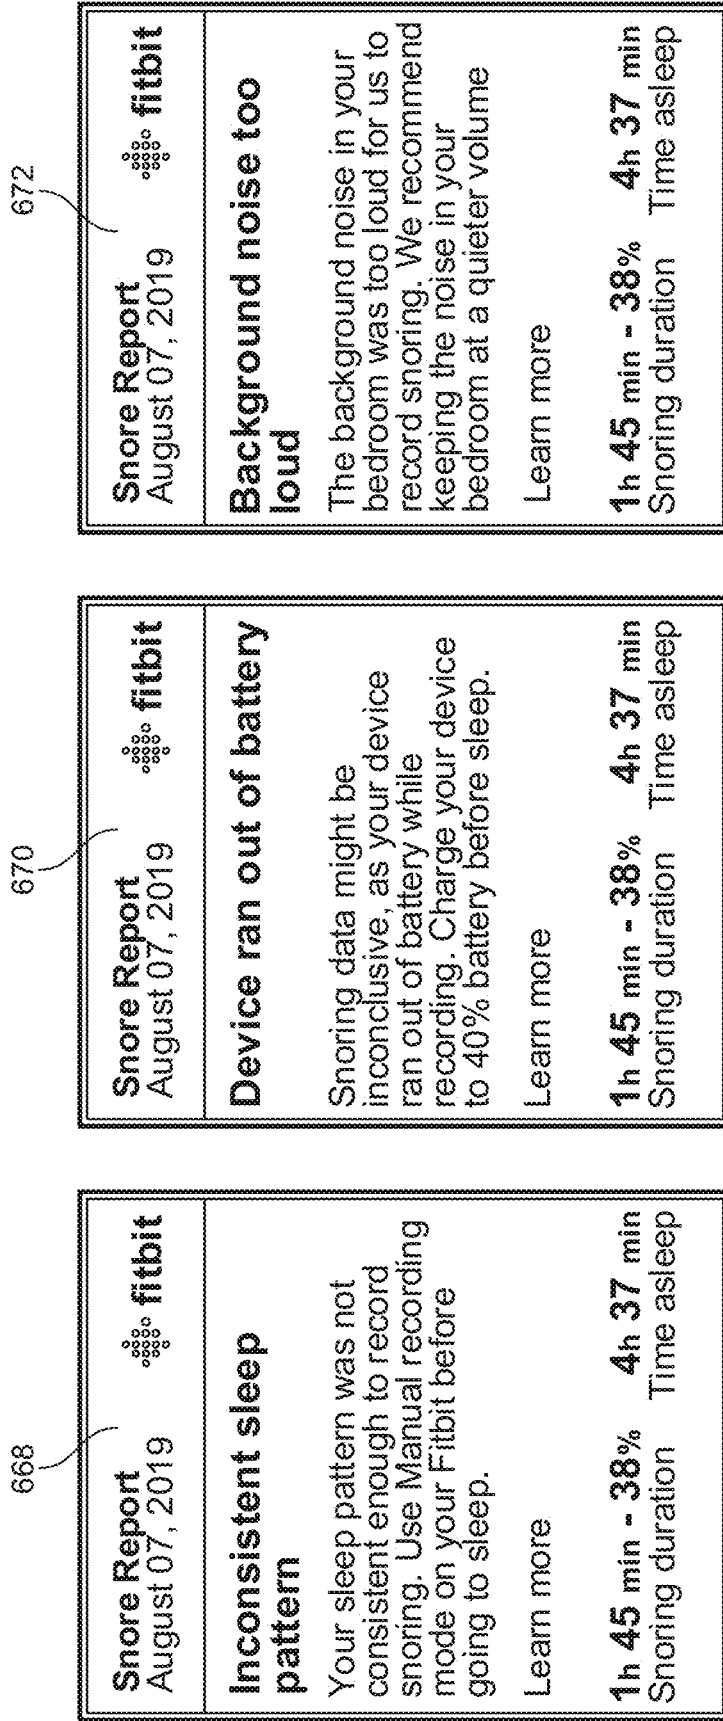 668
Snore Report
August 07, 2019
fitbit
Inconsistent sleep
pattern
Your sleep pattern was not
consistent enough to record
snoring. Use Manual recording
mode on your Fitbit before
going to sleep.
Learn more
1h 45 min - 38% 4h 37 min
Snoring duration Time asleep
670
Snore Report
August 07, 2019
fitbit
Device ran out of battery
Snoring data might be
inconclusive, as your device
ran out of battery while
recording. Charge your device
to 40% battery before sleep.
Learn more
1h 45 min - 38% 4h 37 min
Snoring duration Time asleep
672
Snore Report
August 07, 2019
fitbit
Background noise too
loud
The background noise in your
bedroom was too loud for us to
record snoring. We recommend
keeping the noise in your
bedroom at a quieter volume
Learn more
1h 45 min - 38% 4h 37 min
Snoring duration Time asleep